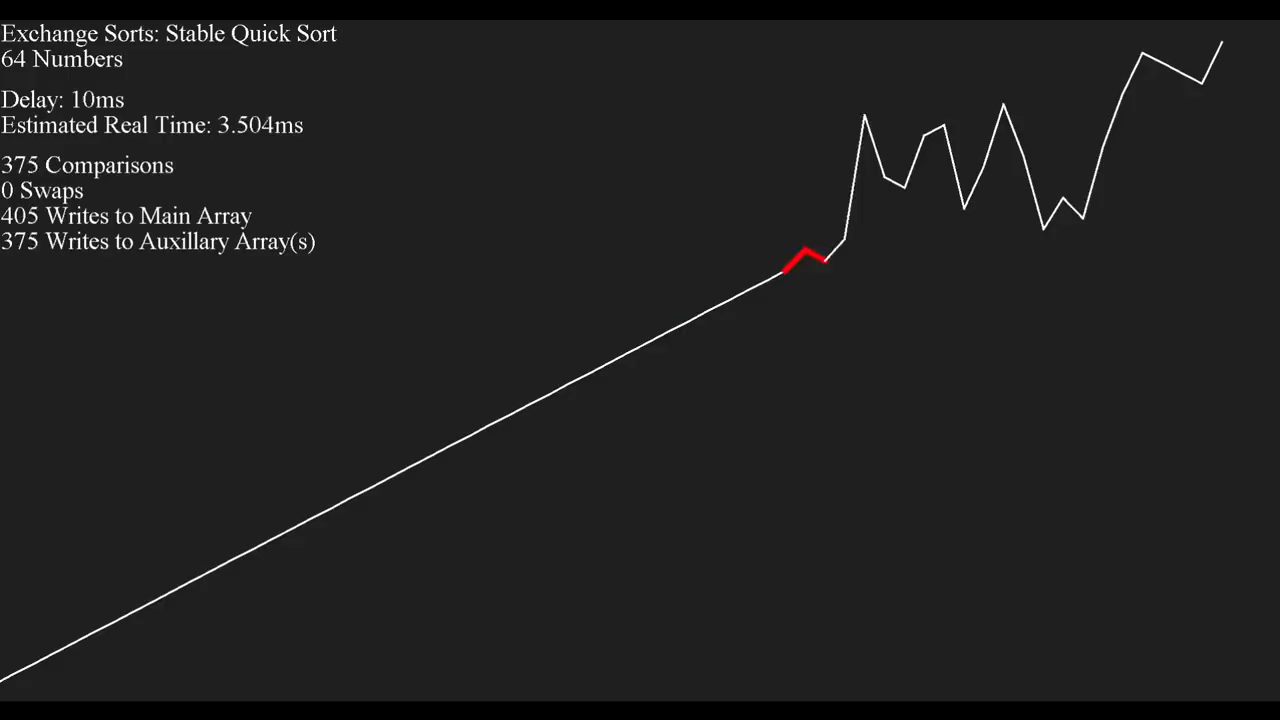 Exchange Sorts: Stable Quick Sort
64 Numbers
Delay: 10ms
Estimated Real Time: 3.504ms
375 Comparisons
0 Swaps
405 Writes to Main Array
375 Writes to Auxillary Array(s)